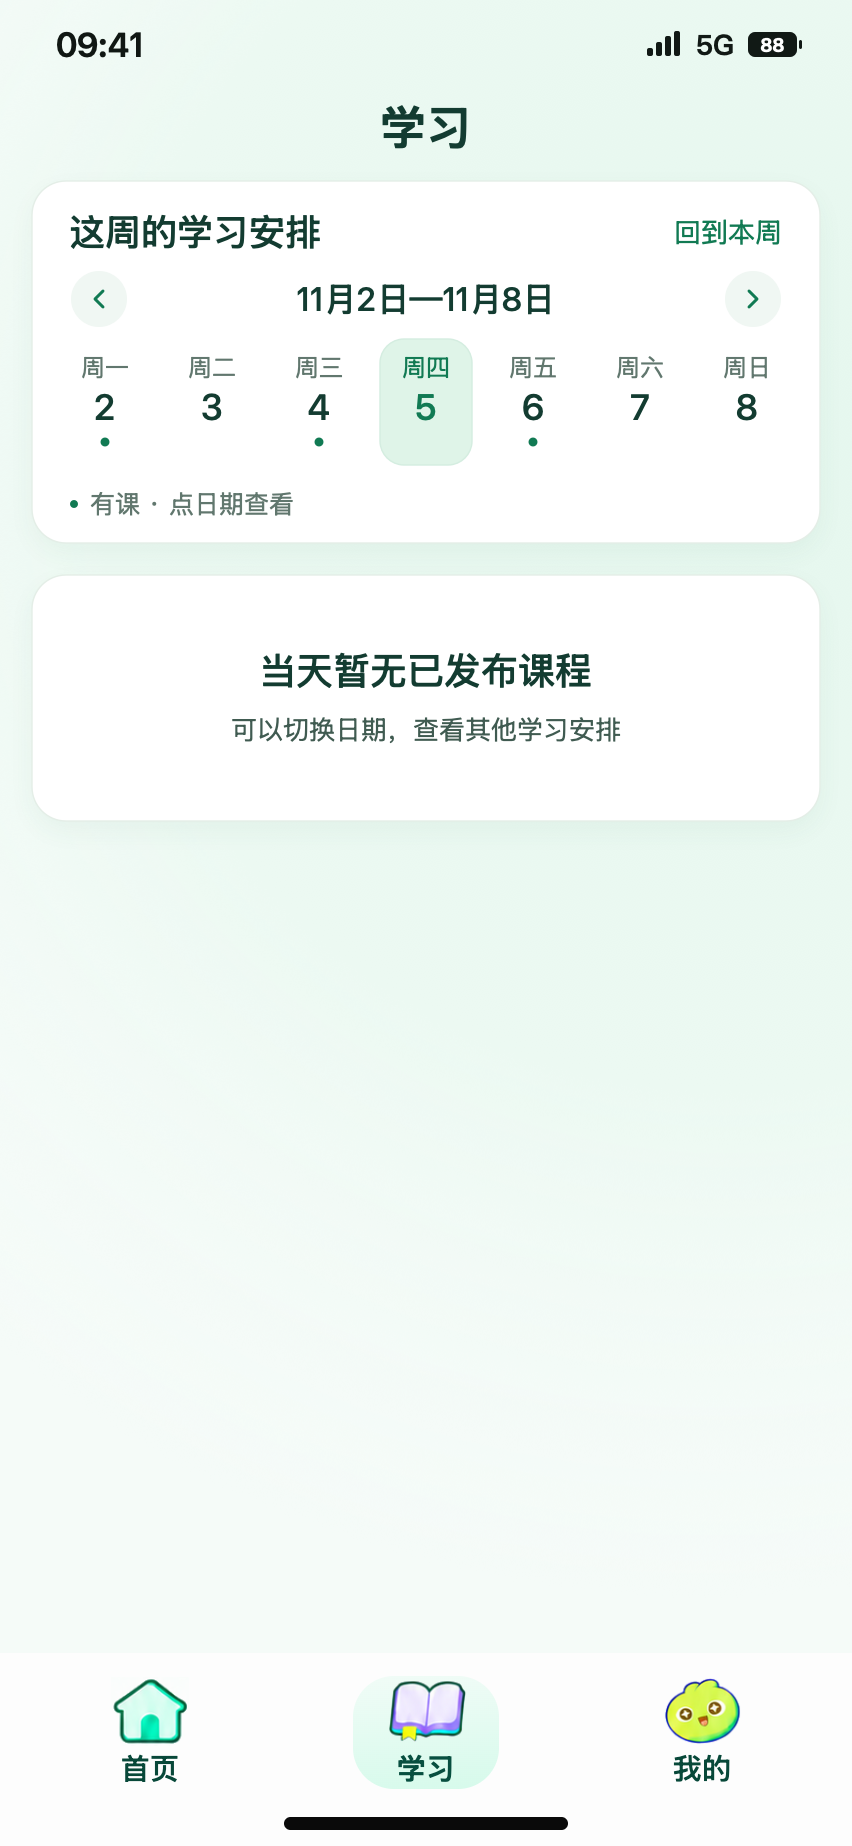 09:41
5G 88
学习
这周的学习安排
回到本周
11月2日—11月8日
周一 周二 周三 周四 周五 周六 周日
2 3 4 5 6 7 8
有课 · 点日期查看
当天暂无已发布课程
可以切换日期，查看其他学习安排
首页 学习 我的